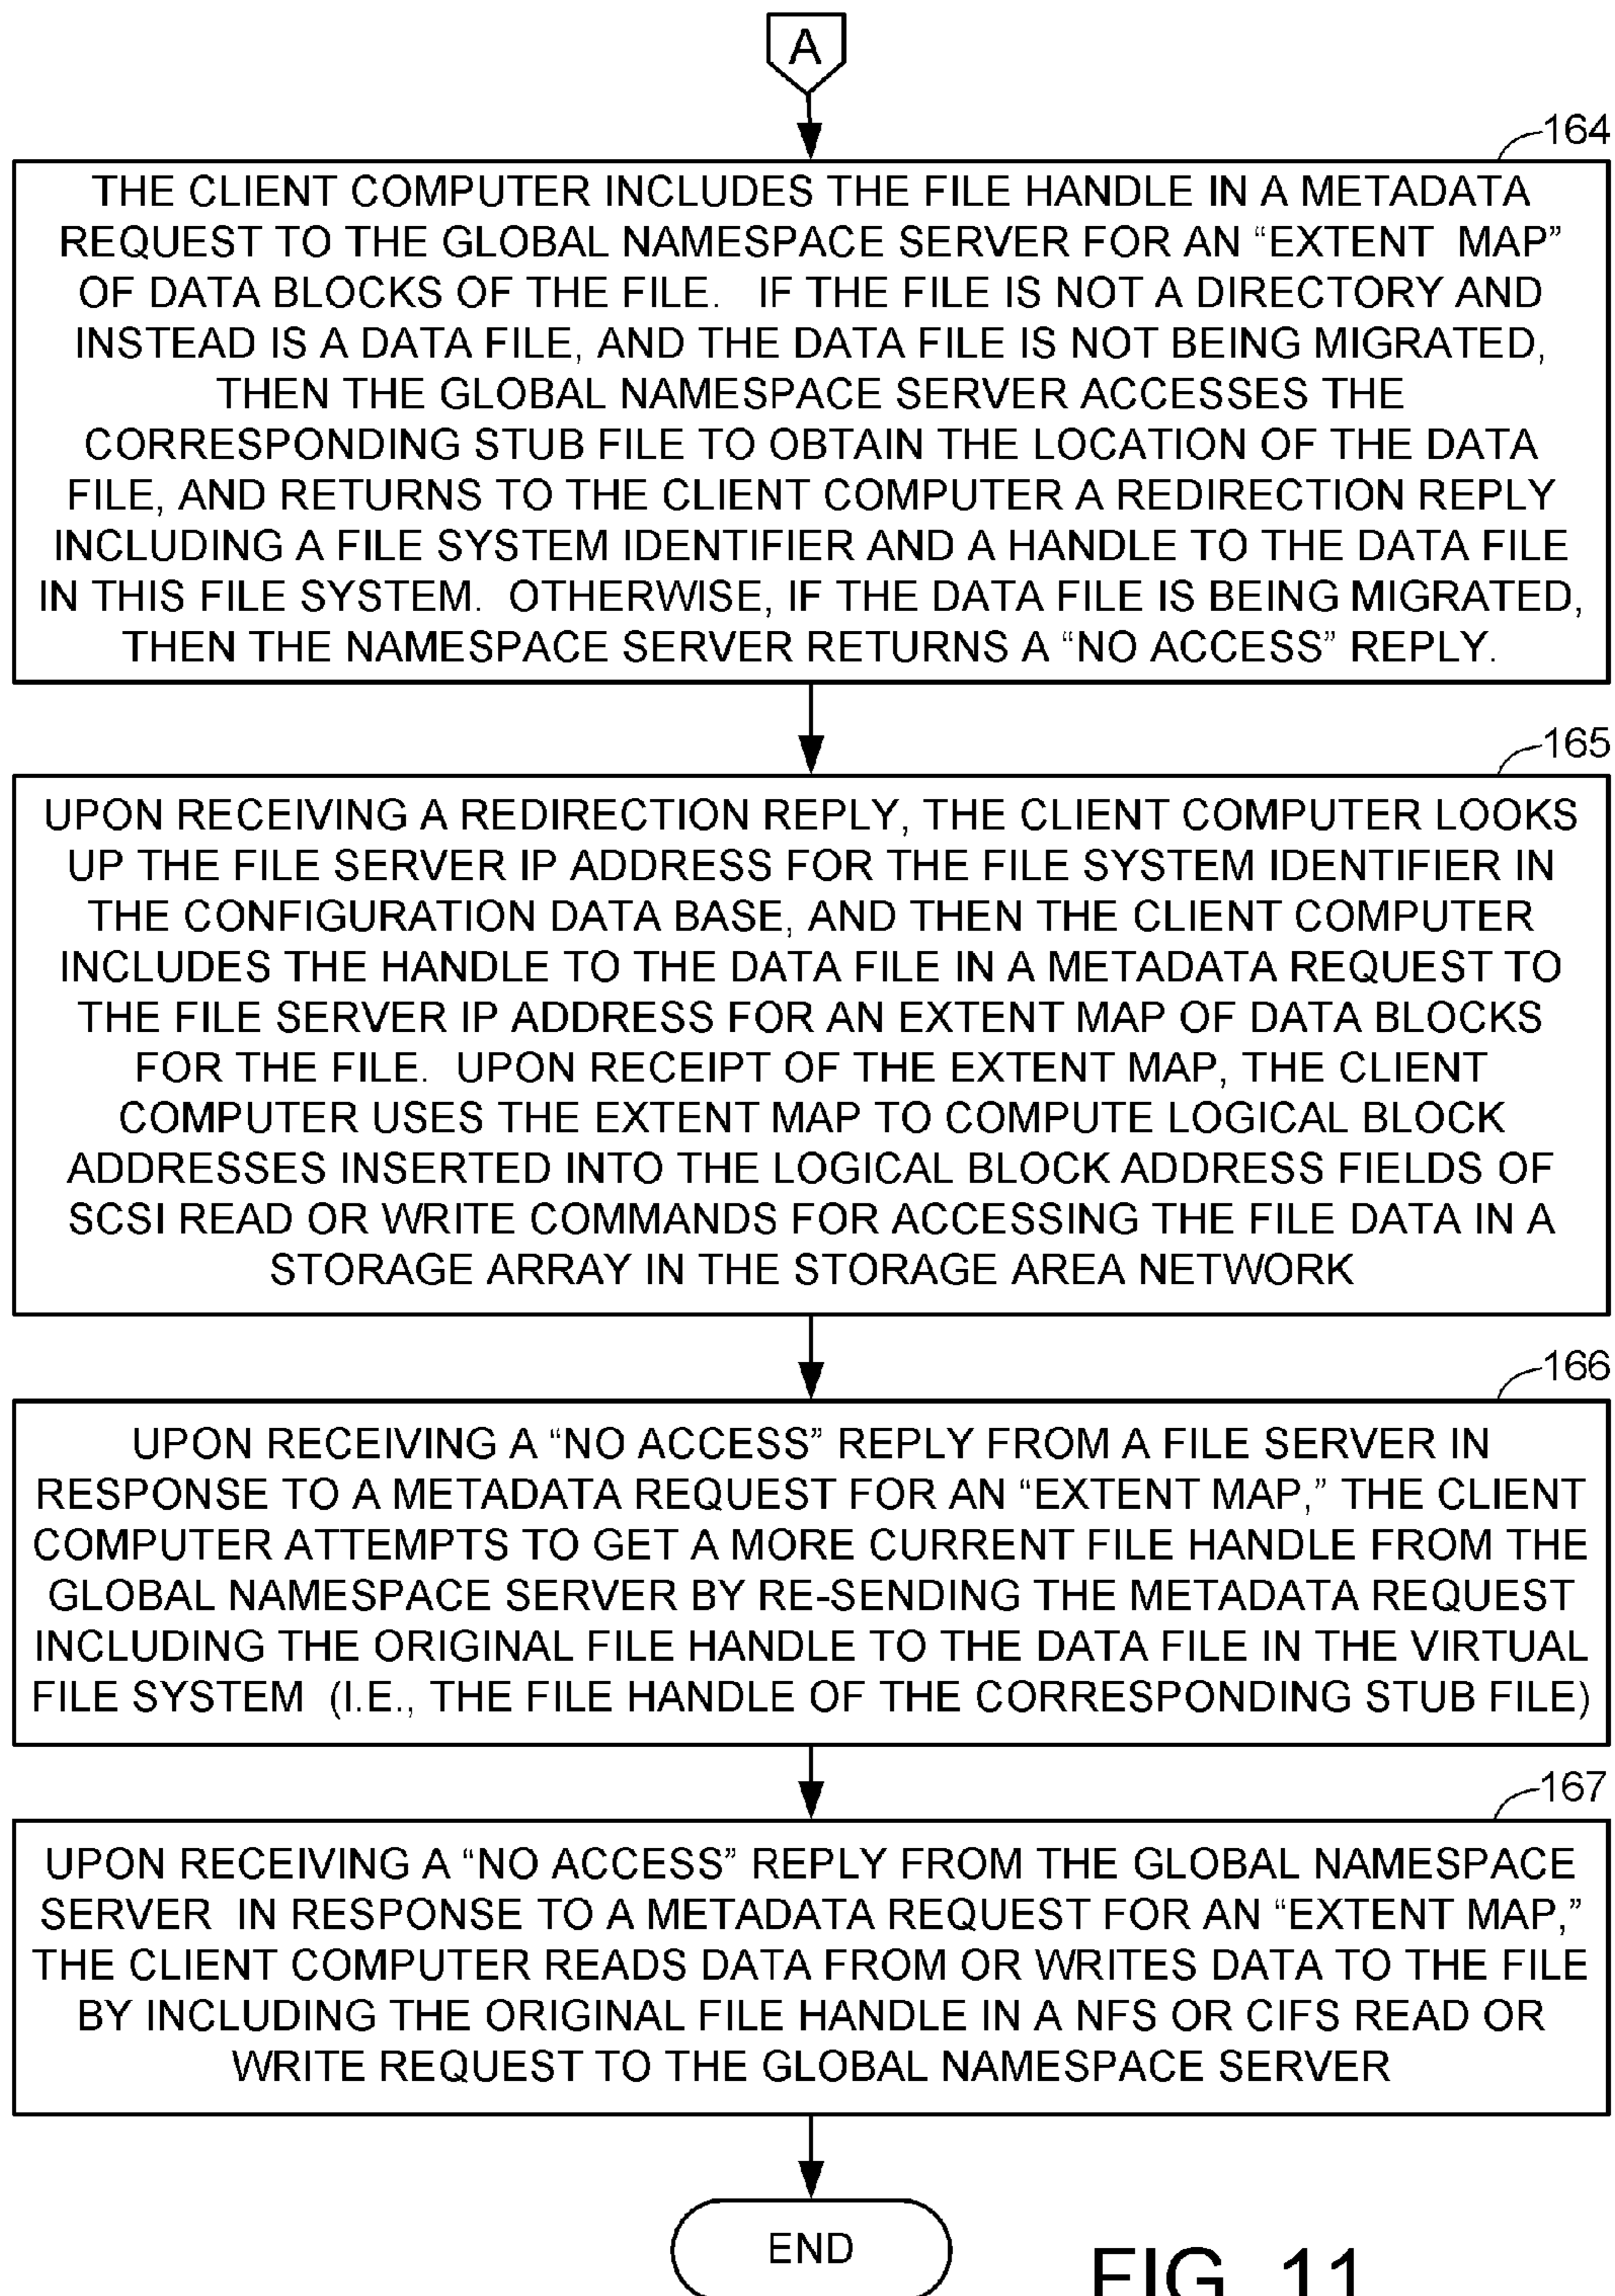 A
164
THE CLIENT COMPUTER INCLUDES THE FILE HANDLE IN A METADATA
REQUEST TO THE GLOBAL NAMESPACE SERVER FOR AN “EXTENT MAP”
OF DATA BLOCKS OF THE FILE. IF THE FILE IS NOT A DIRECTORY AND
INSTEAD IS A DATA FILE, AND THE DATA FILE IS NOT BEING MIGRATED,
THEN THE GLOBAL NAMESPACE SERVER ACCESSES THE
CORRESPONDING STUB FILE TO OBTAIN THE LOCATION OF THE DATA
FILE, AND RETURNS TO THE CLIENT COMPUTER A REDIRECTION REPLY
INCLUDING A FILE SYSTEM IDENTIFIER AND A HANDLE TO THE DATA FILE
IN THIS FILE SYSTEM. OTHERWISE, IF THE DATA FILE IS BEING MIGRATED,
THEN THE NAMESPACE SERVER RETURNS A “NO ACCESS” REPLY.
165
UPON RECEIVING A REDIRECTION REPLY, THE CLIENT COMPUTER LOOKS
UP THE FILE SERVER IP ADDRESS FOR THE FILE SYSTEM IDENTIFIER IN
THE CONFIGURATION DATA BASE, AND THEN THE CLIENT COMPUTER
INCLUDES THE HANDLE TO THE DATA FILE IN A METADATA REQUEST TO
THE FILE SERVER IP ADDRESS FOR AN EXTENT MAP OF DATA BLOCKS
FOR THE FILE. UPON RECEIPT OF THE EXTENT MAP, THE CLIENT
COMPUTER USES THE EXTENT MAP TO COMPUTE LOGICAL BLOCK
ADDRESSES INSERTED INTO THE LOGICAL BLOCK ADDRESS FIELDS OF
SCSI READ OR WRITE COMMANDS FOR ACCESSING THE FILE DATA IN A
STORAGE ARRAY IN THE STORAGE AREA NETWORK
166
UPON RECEIVING A “NO ACCESS” REPLY FROM A FILE SERVER IN
RESPONSE TO A METADATA REQUEST FOR AN “EXTENT MAP,” THE CLIENT
COMPUTER ATTEMPTS TO GET A MORE CURRENT FILE HANDLE FROM THE
GLOBAL NAMESPACE SERVER BY RE-SENDING THE METADATA REQUEST
INCLUDING THE ORIGINAL FILE HANDLE TO THE DATA FILE IN THE VIRTUAL
FILE SYSTEM (I.E., THE FILE HANDLE OF THE CORRESPONDING STUB FILE)
167
UPON RECEIVING A “NO ACCESS” REPLY FROM THE GLOBAL NAMESPACE
SERVER IN RESPONSE TO A METADATA REQUEST FOR AN “EXTENT MAP,”
THE CLIENT COMPUTER READS DATA FROM OR WRITES DATA TO THE FILE
BY INCLUDING THE ORIGINAL FILE HANDLE IN A NFS OR CIFS READ OR
WRITE REQUEST TO THE GLOBAL NAMESPACE SERVER
END
FIG. 11